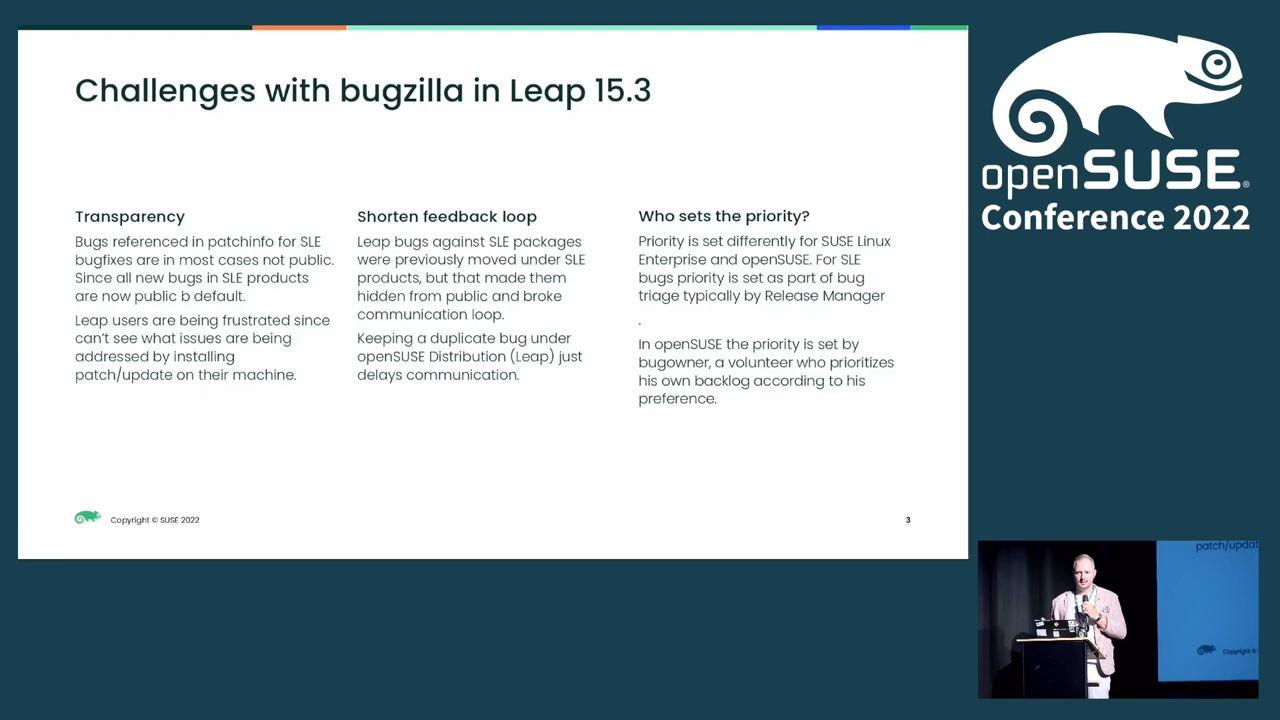 Challenges with bugzilla in Leap 15.3
Transparency
Bugs referenced in patchinfo for SLE
bugfixes are in most cases not public.
Since all new bugs in SLE products
are now public b default.
Leap users are being frustrated since
can't see what issues are being
addressed by installing
patch/update on their machine.
Shorten feedback loop
Leap bugs against SLE packages
were previously moved under SLE
products, but that made them
hidden from public and broke
communication loop.
Keeping a duplicate bug under
openSUSE Distribution (Leap) just
delays communication.
Who sets the priority?
Priority is set differently for SUSE Linux
Enterprise and openSUSE. For SLE
bugs priority is set as part of bug
triage typically by Release Manager
.
In openSUSE the priority is set by
bugowner, a volunteer who prioritizes
his own backlog according to his
preference.
Copyright © SUSE 2022
3
openSUSE®
Conference 2022
patch/updat
Copyright ©